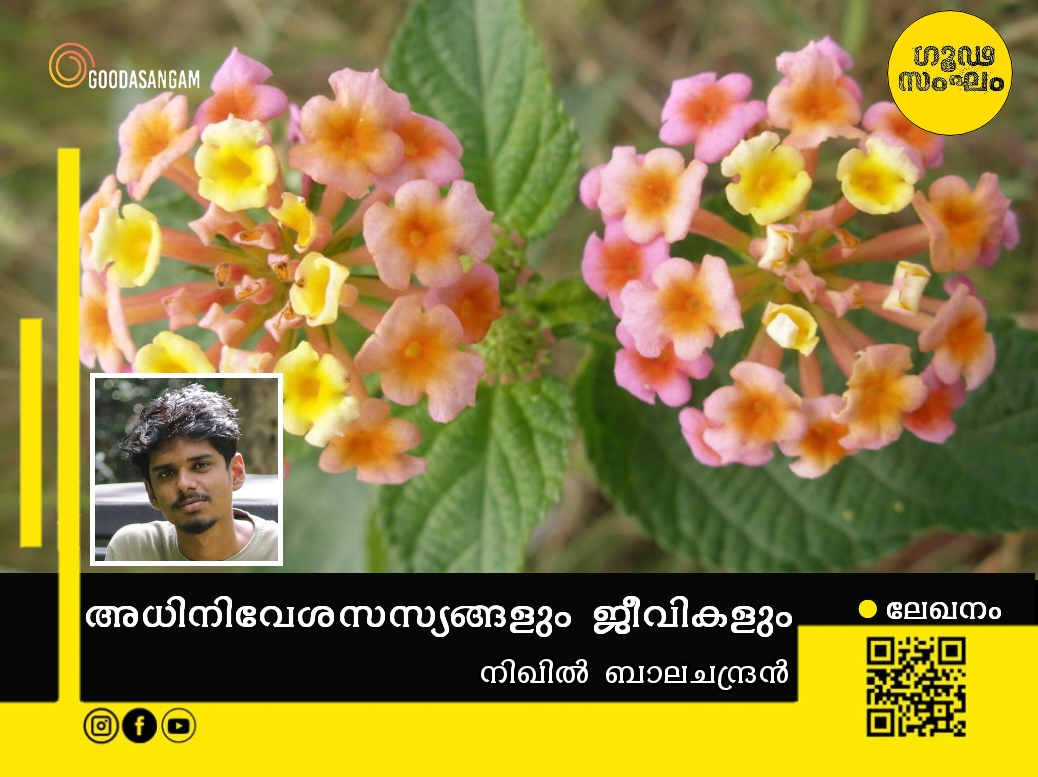 GOODASANGAM
ഗൂഢ
സംഘം
അധിനിവേശസസ്യങ്ങളും ജീവികളും
ലേഖനം
നിഖിൽ ബാലചന്ദ്രൻ